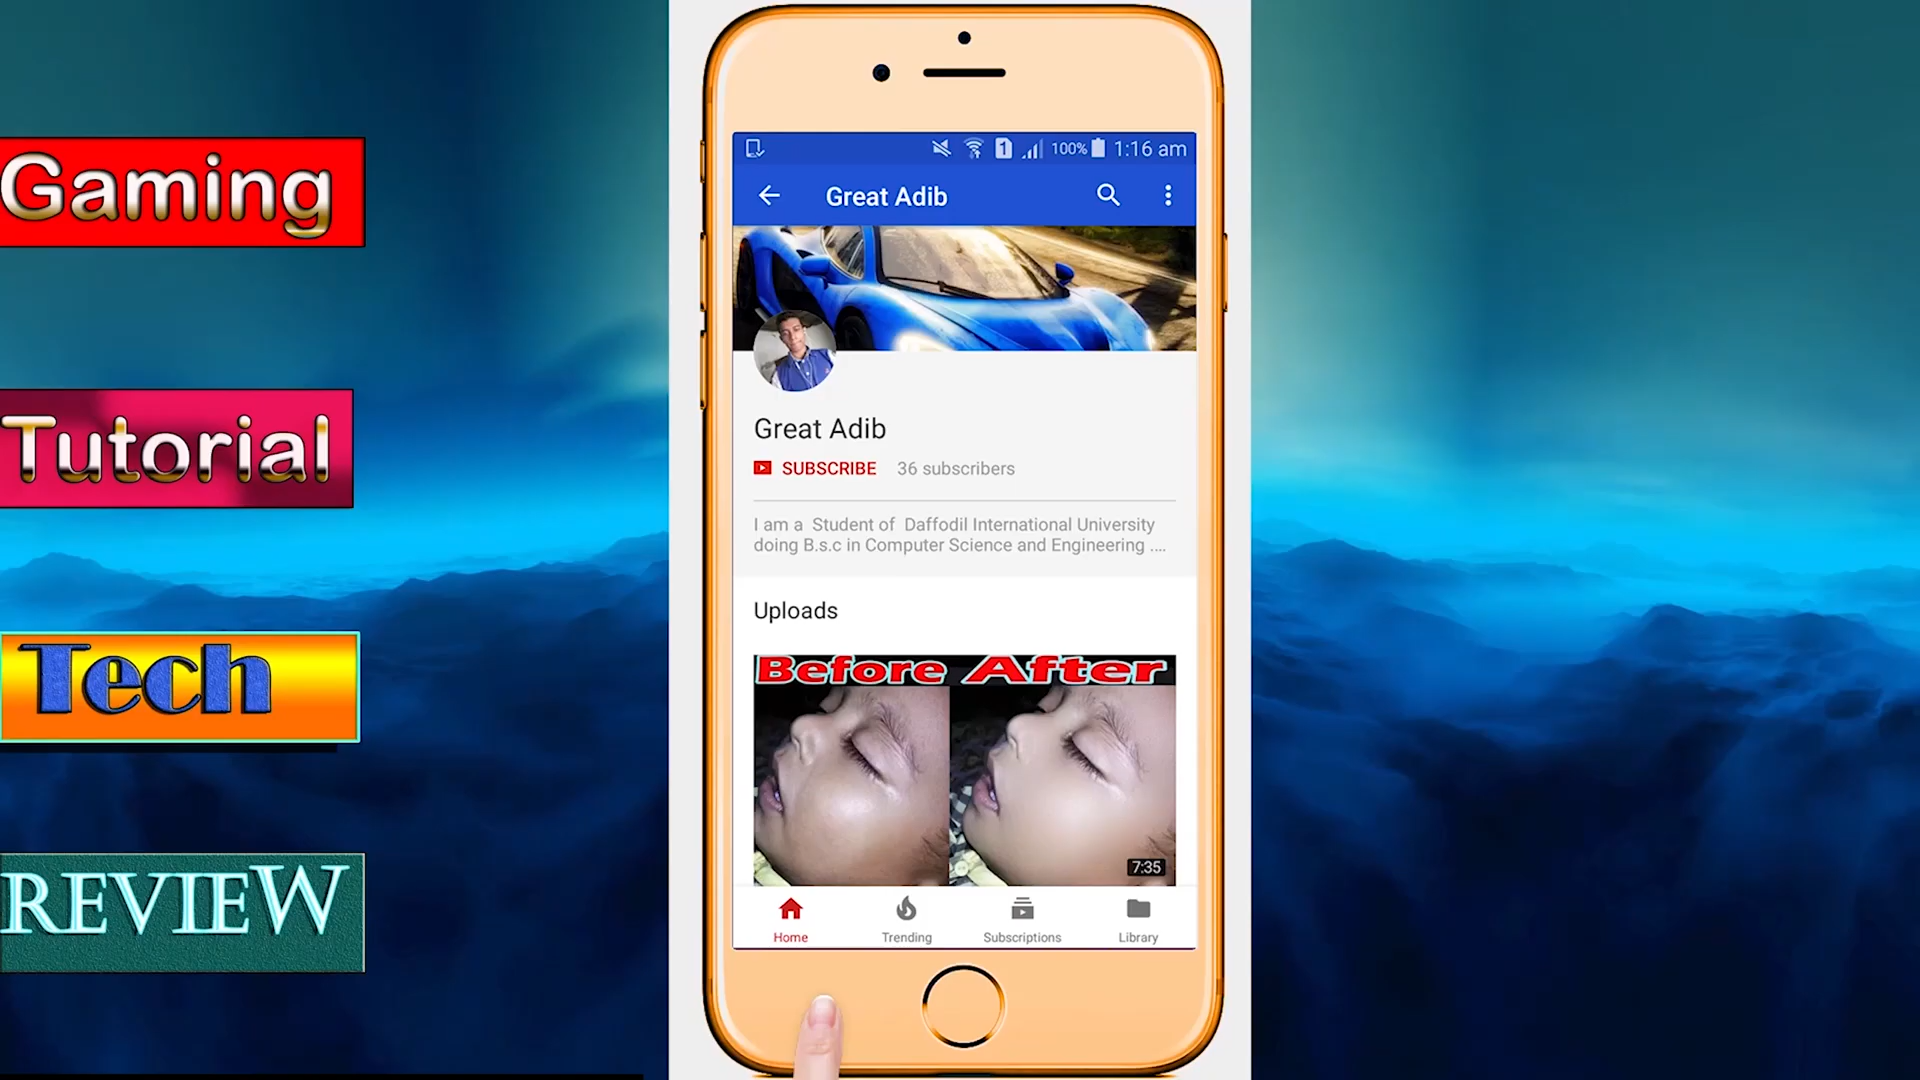 Gaming
Tutorial
Tech
REVIEW
1 100% 1:16 am
Great Adib
Great Adib
SUBSCRIBE 36 subscribers
I am a Student of Daffodil International University
doing B.s.c in Computer Science and Engineering ....
Uploads
Before After
7:35
Home Trending Subscriptions Library